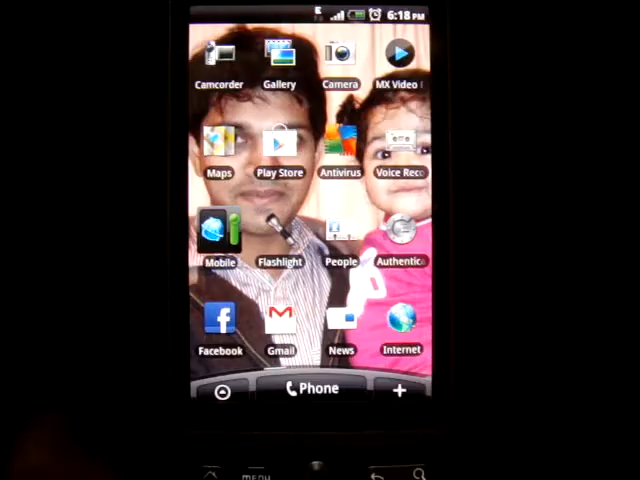 6:18 PM
Camcorder Gallery Camera MX Video
Maps Play Store Antivirus Voice Reco
Mobile Flashlight People Authentic
Facebook Gmail News Internet
Phone
MENU